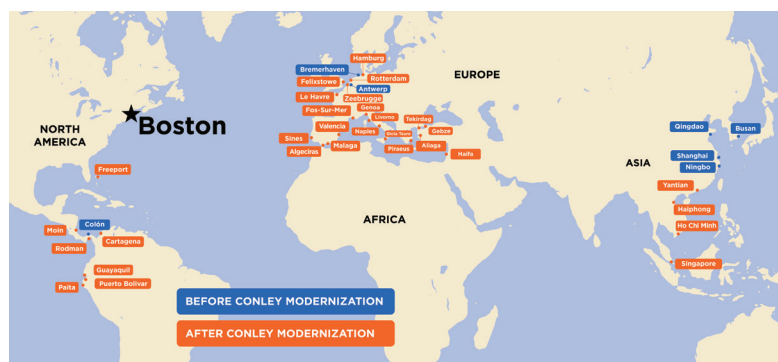 Hamburg
Bremerhaven
Rotterdam
EUROPE
Felixstowe
Antwerp
Le Havre
Zeebrugge
Genoa
Fos-Sur-Mer
Livorno
Tekirdag
Boston
Valencia
Naples
Gioia Tauro
Gebze
NORTH
AMERICA
Sines
Algeciras
Malaga
Piraeus
Aliaga
Haifa
Qingdao
Busan
Shanghai
Ningbo
ASIA
Freeport
Yantian
AFRICA
Haiphong
Moin
Colón
Cartagena
Rodman
Ho Chi Minh
Singapore
Guayaquil
Puerto Bolivar
Paita
BEFORE CONLEY MODERNIZATION
AFTER CONLEY MODERNIZATION